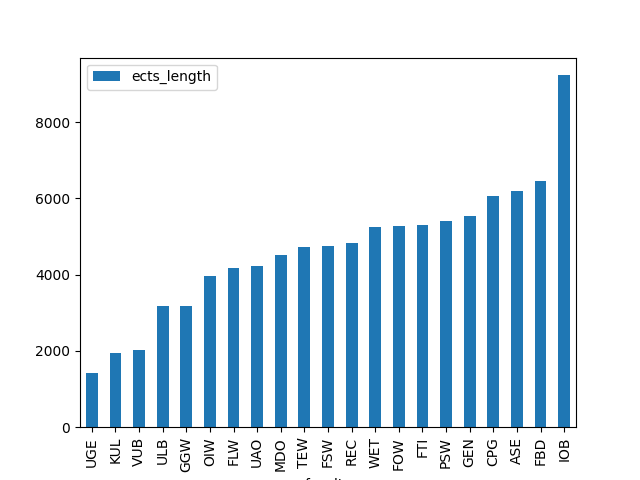 ects_length
8000
6000
4000
2000
0
UGE KUL VUB ULB GGW OIW FLW UAO MDO TEW FSW REC WET FOW FTI PSW GEN CPG ASE FBD IOB